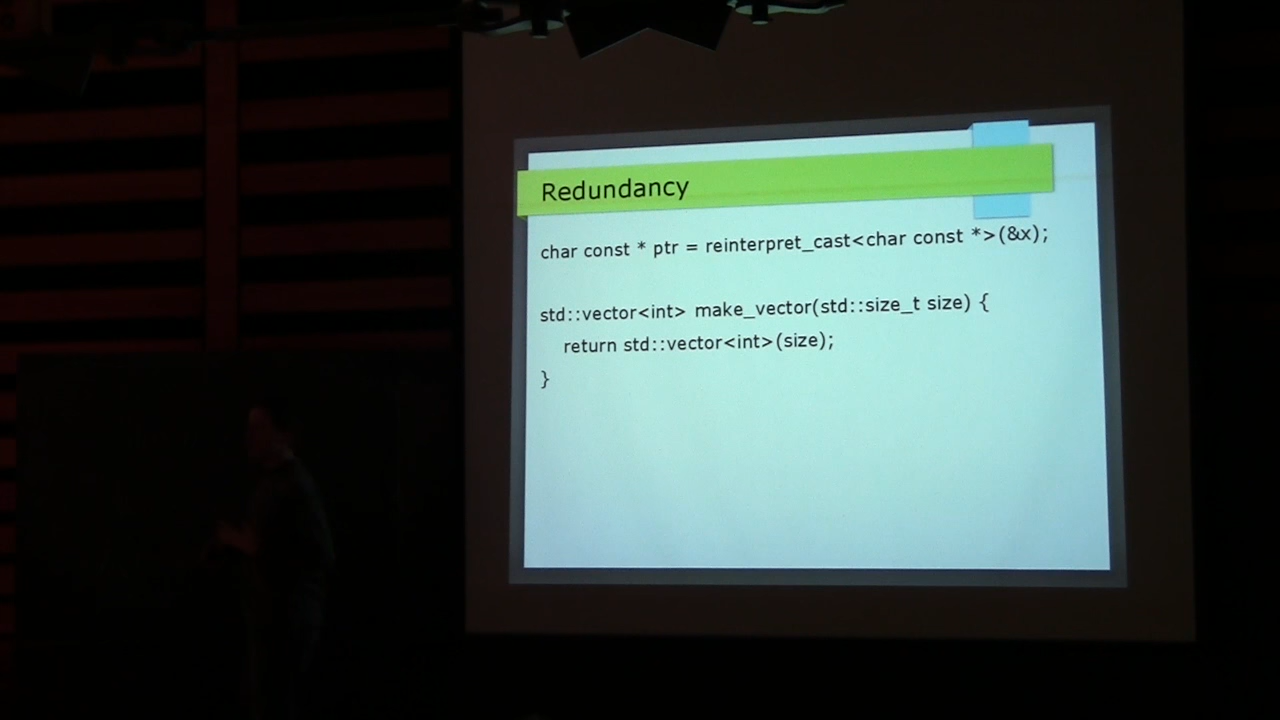 Redundancy
char const * ptr = reinterpret_cast<char const *>(&x);
std::vector<int> make_vector(std::size_t size) {
return std::vector<int>(size);
}